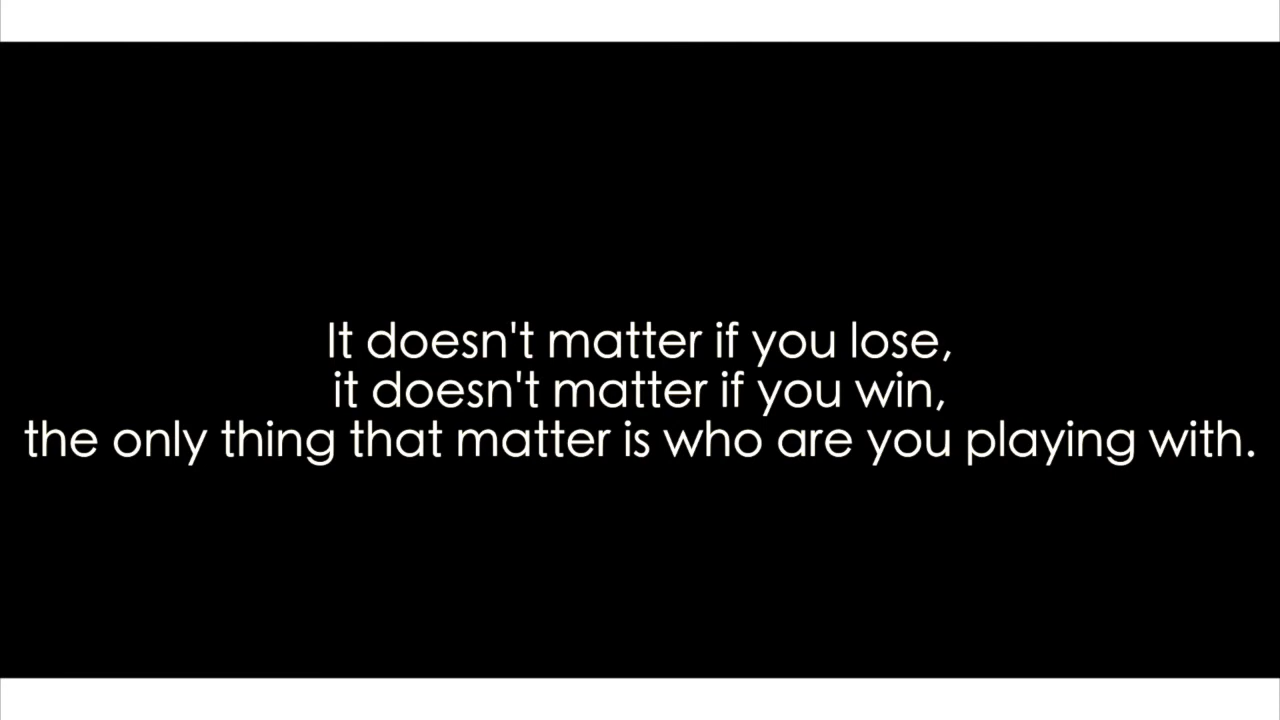 It doesn't matter if you lose,
it doesn't matter if you win,
the only thing that matter is who are you playing with.